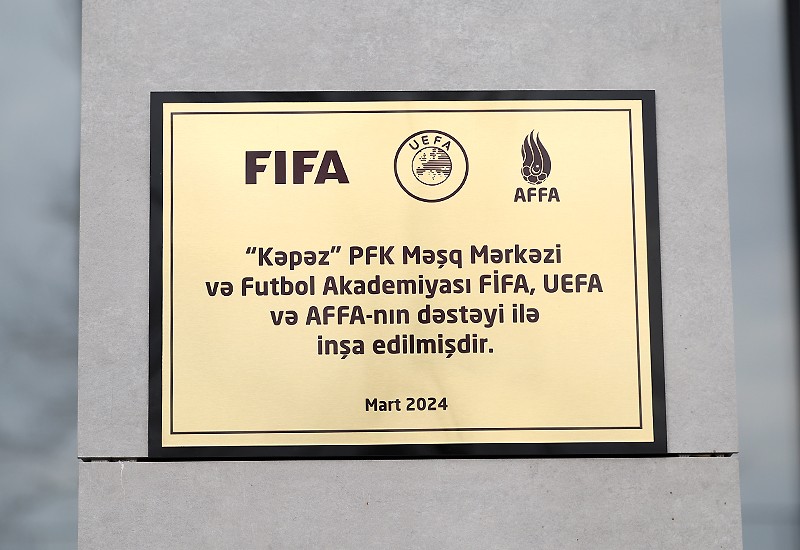 FIFA
UEFA
AFFA
“Kəpəz” PFK Məşq Mərkəzi
və Futbol Akademiyası FİFA, UEFA
və AFFA-nın dəstəyi ilə
inşa edilmişdir.
Mart 2024